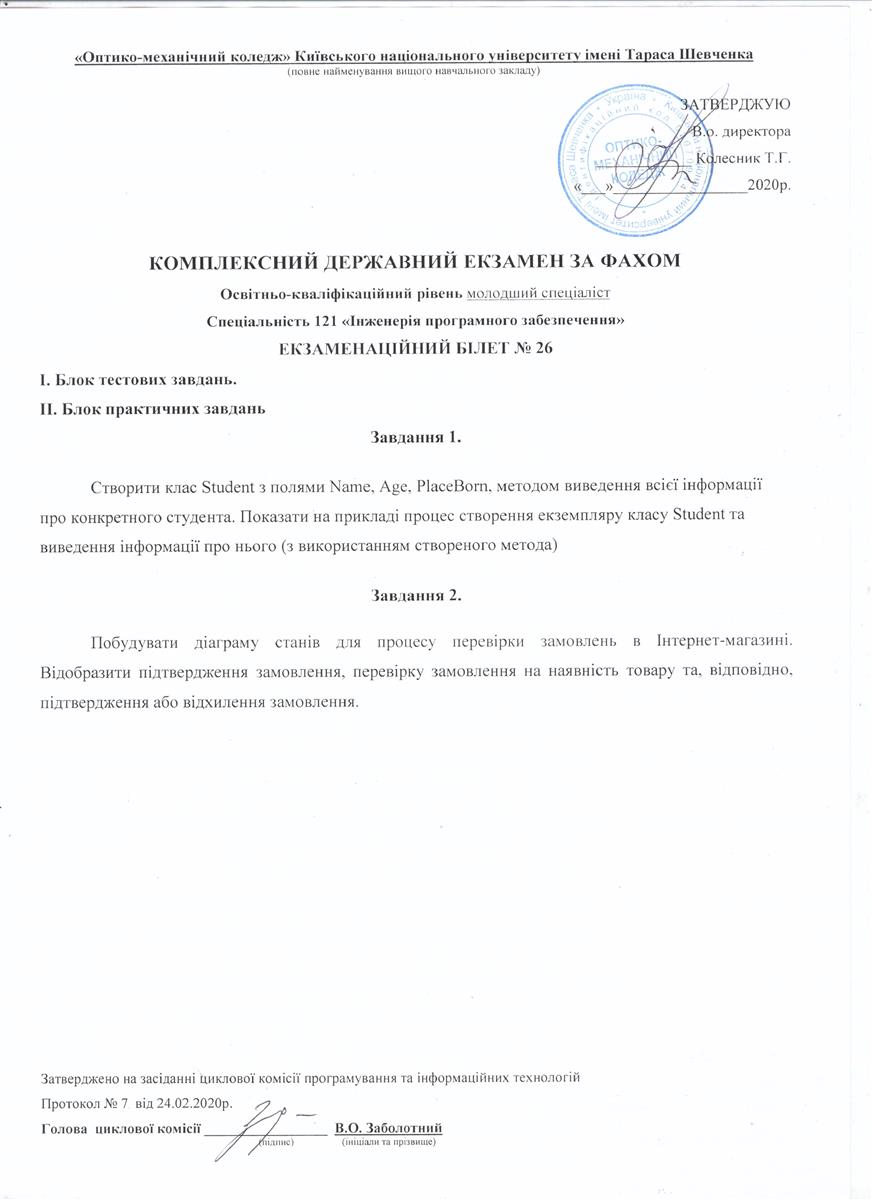 «Оптико-механічний коледж» Київського національного університету імені Тараса Шевченка
(повне найменування вищого навчального закладу)
ЗАТВЕРДЖУЮ
В.о. директора
Колесник Т.Г.
«___»_________________2020р.
ОПТИКО-
МЕХАНІЧНИЙ
КОЛЕДЖ
КОМПЛЕКСНИЙ ДЕРЖАВНИЙ ЕКЗАМЕН ЗА ФАХОМ
Освітньо-кваліфікаційний рівень молодший спеціаліст
Спеціальність 121 «Інженерія програмного забезпечення»
ЕКЗАМЕНАЦІЙНИЙ БІЛЕТ № 26
І. Блок тестових завдань.
ІІ. Блок практичних завдань
Завдання 1.
Створити клас Student з полями Name, Age, PlaceBorn, методом виведення всієї інформації
про конкретного студента. Показати на прикладі процес створення екземпляру класу Student та
виведення інформації про нього (з використанням створеного метода)
Завдання 2.
Побудувати діаграму станів для процесу перевірки замовлень в Інтернет-магазині.
Відобразити підтвердження замовлення, перевірку замовлення на наявність товару та, відповідно,
підтвердження або відхилення замовлення.
Затверджено на засіданні циклової комісії програмування та інформаційних технологій
Протокол № 7 від 24.02.2020р.
Голова циклової комісії _________________ В.О. Заболотний
(підпис) (ініціали та прізвище)